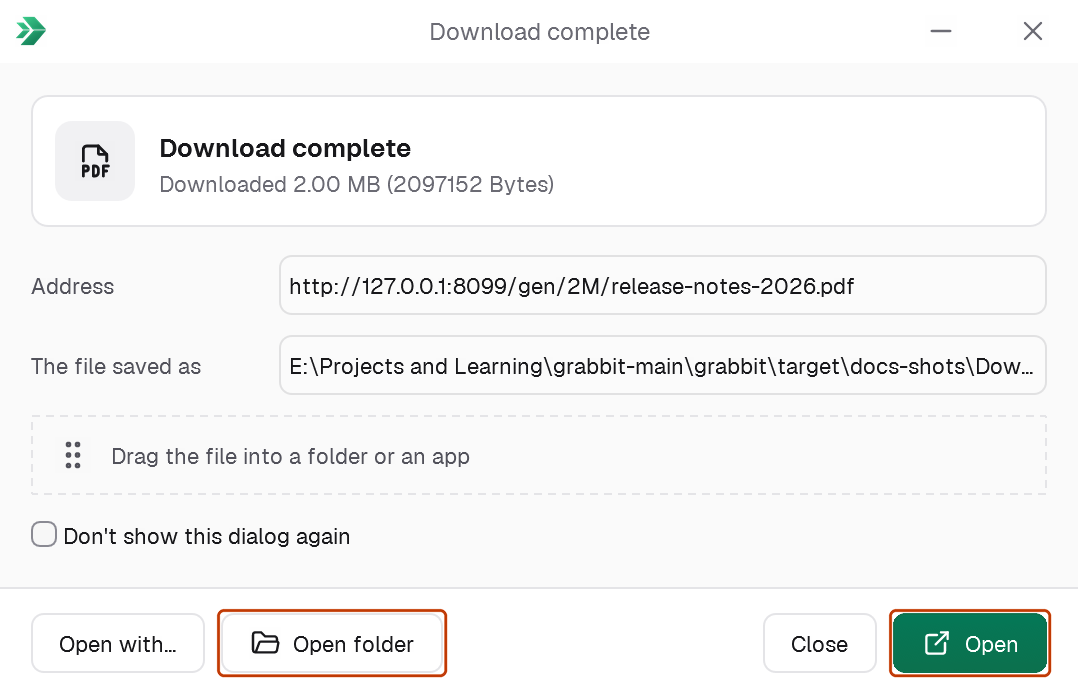 Download complete
PDF
Download complete
Downloaded 2.00 MB (2097152 Bytes)
Address
http://127.0.0.1:8099/gen/2M/release-notes-2026.pdf
The file saved as
E:\Projects and Learning\grabbit-main\grabbit\target\docs-shots\Dow...
Drag the file into a folder or an app
Don't show this dialog again
Open with...
Open folder
Close
Open